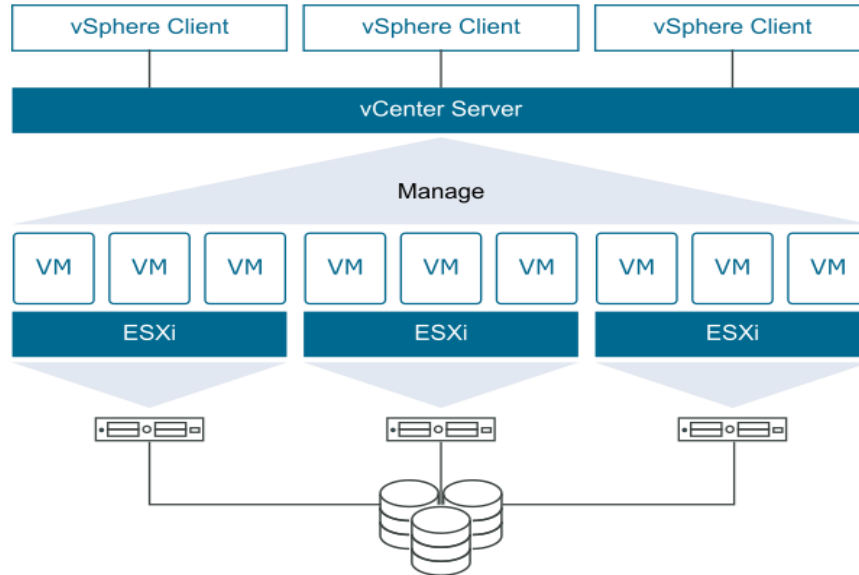 vSphere Client
vSphere Client
vSphere Client
vCenter Server
Manage
VM
VM
VM
VM
VM
VM
VM
VM
VM
ESXi
ESXi
ESXi